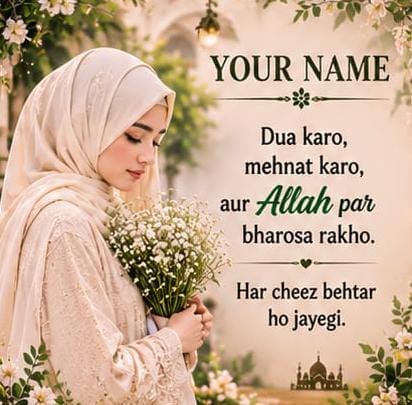 YOUR NAME
Dua karo,
mehnat karo,
aur Allah par
bharosa rakho.
Har cheez behtar
ho jayegi.